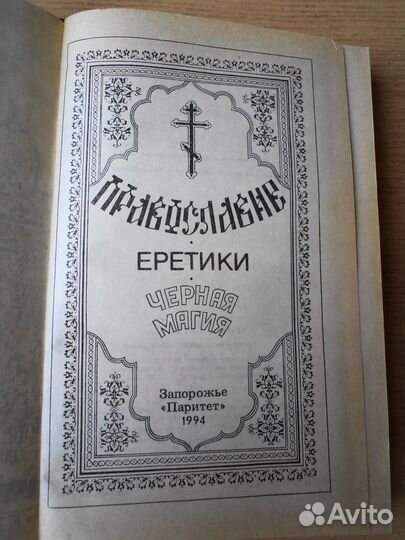 ПРАВОСЛАВИЕ
ЕРЕТИКИ
ЧЕРНАЯ
МАГИЯ
Запорожье
«Паритет»
1994
Avito